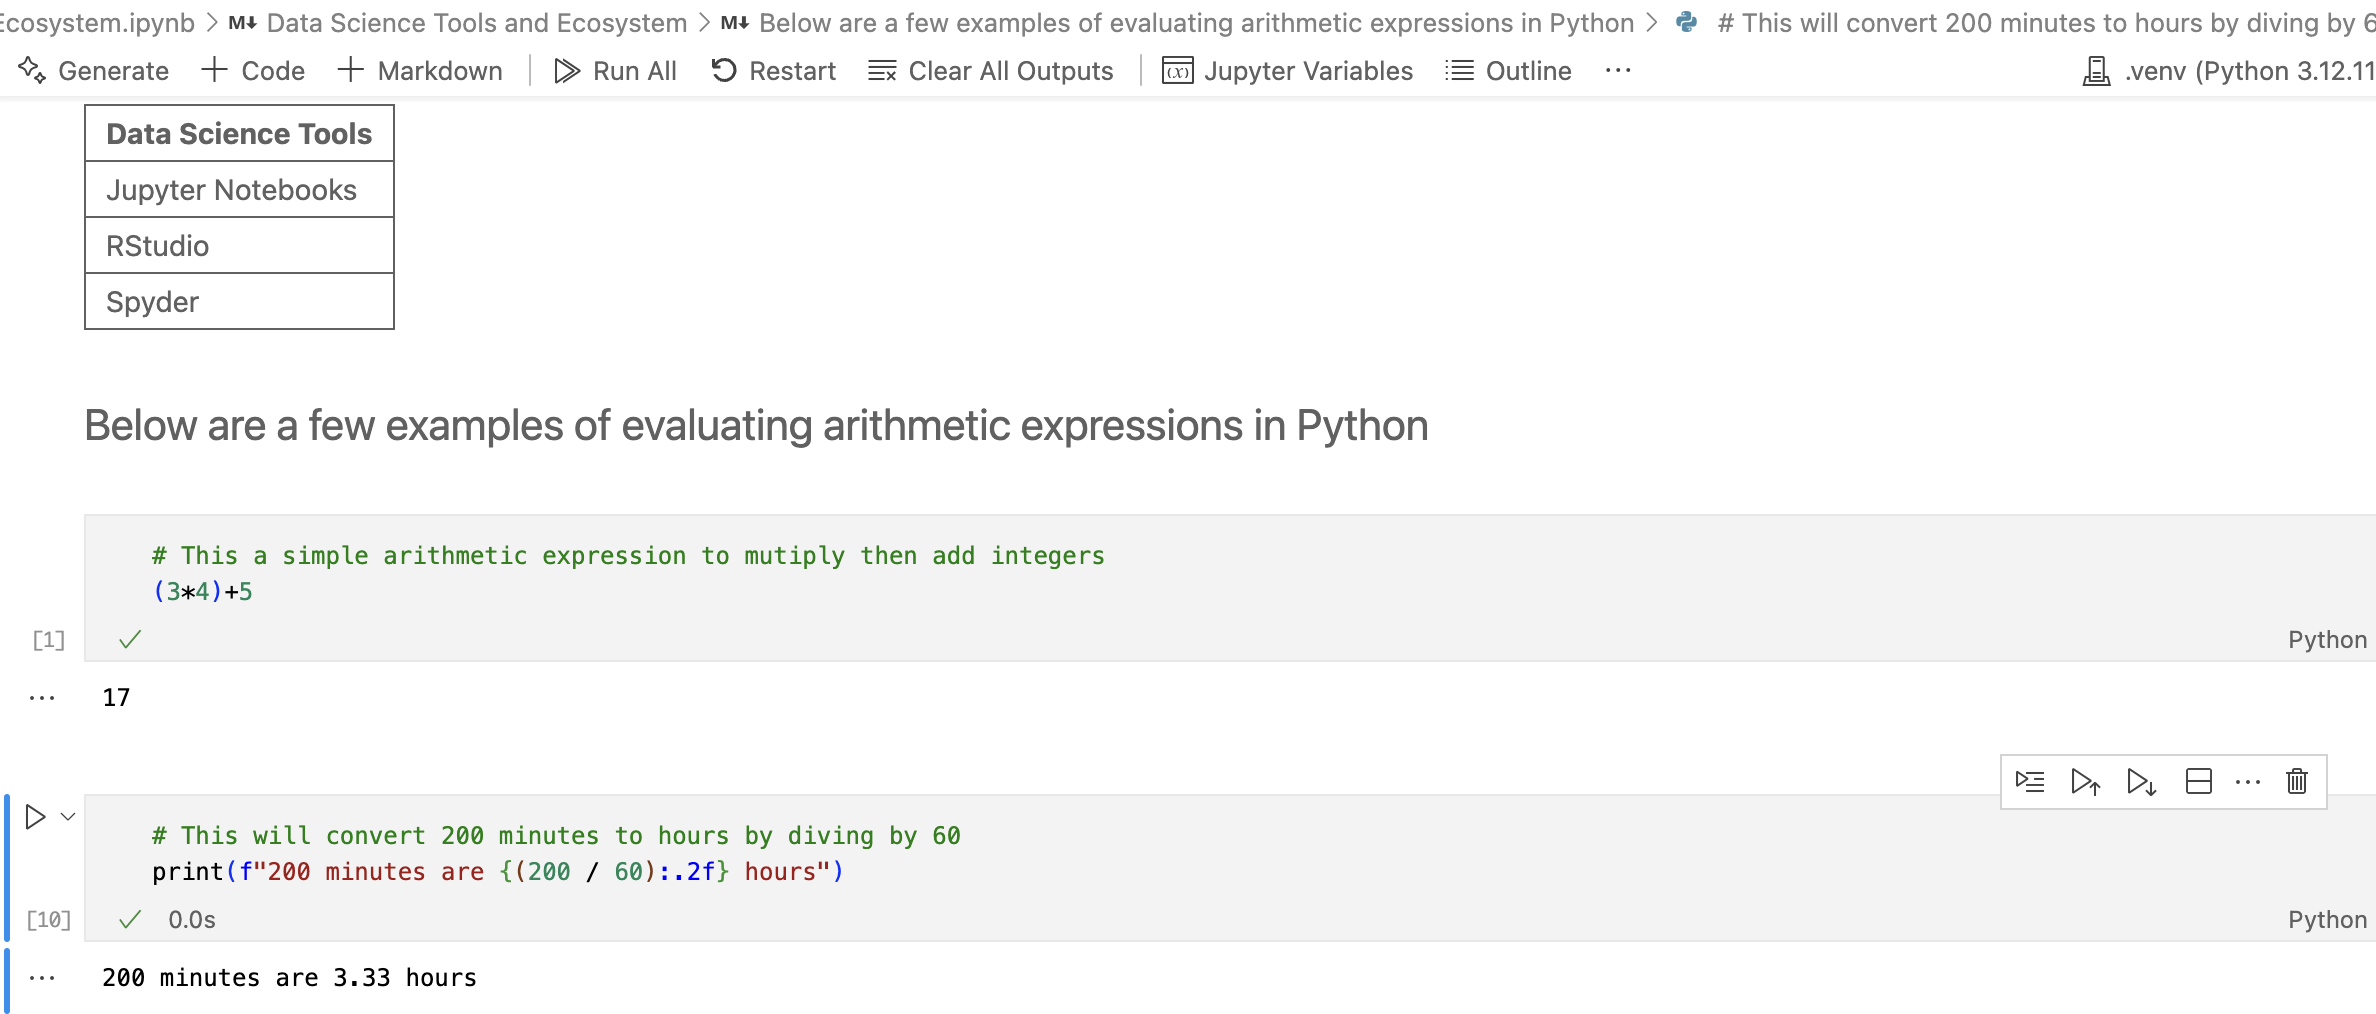 Ecosystem.ipynb > M↓ Data Science Tools and Ecosystem > M↓ Below are a few examples of evaluating arithmetic expressions in Python > # This will convert 200 minutes to hours by diving by 6
Generate + Code + Markdown | Run All Restart Clear All Outputs | Jupyter Variables Outline ... .venv (Python 3.12.11
Data Science Tools
Jupyter Notebooks
RStudio
Spyder
Below are a few examples of evaluating arithmetic expressions in Python
# This a simple arithmetic expression to mutiply then add integers
(3*4)+5
[1] ✓ Python
... 17
# This will convert 200 minutes to hours by diving by 60
print(f"200 minutes are {(200 / 60):.2f} hours")
[10] ✓ 0.0s Python
... 200 minutes are 3.33 hours